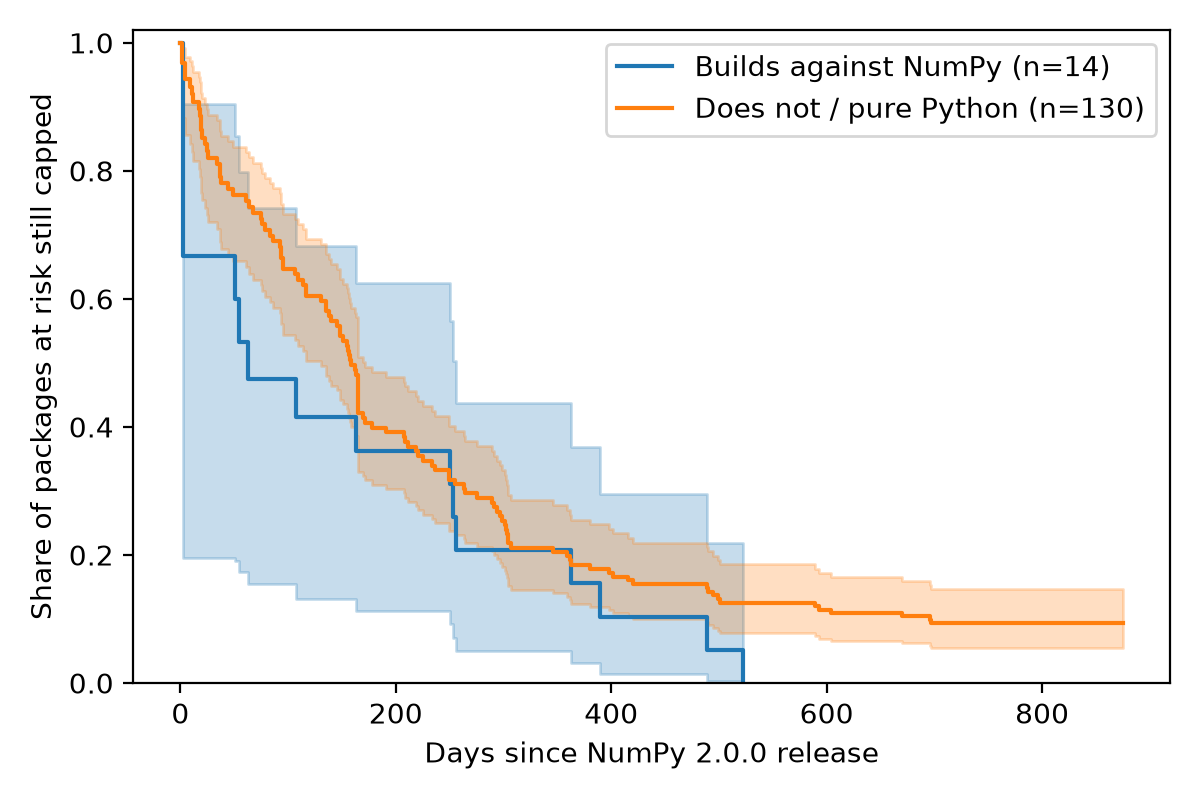 Share of packages at risk still capped
1.0
0.8
0.6
0.4
0.2
0.0
Builds against NumPy (n=14)
Does not / pure Python (n=130)
0 200 400 600 800
Days since NumPy 2.0.0 release